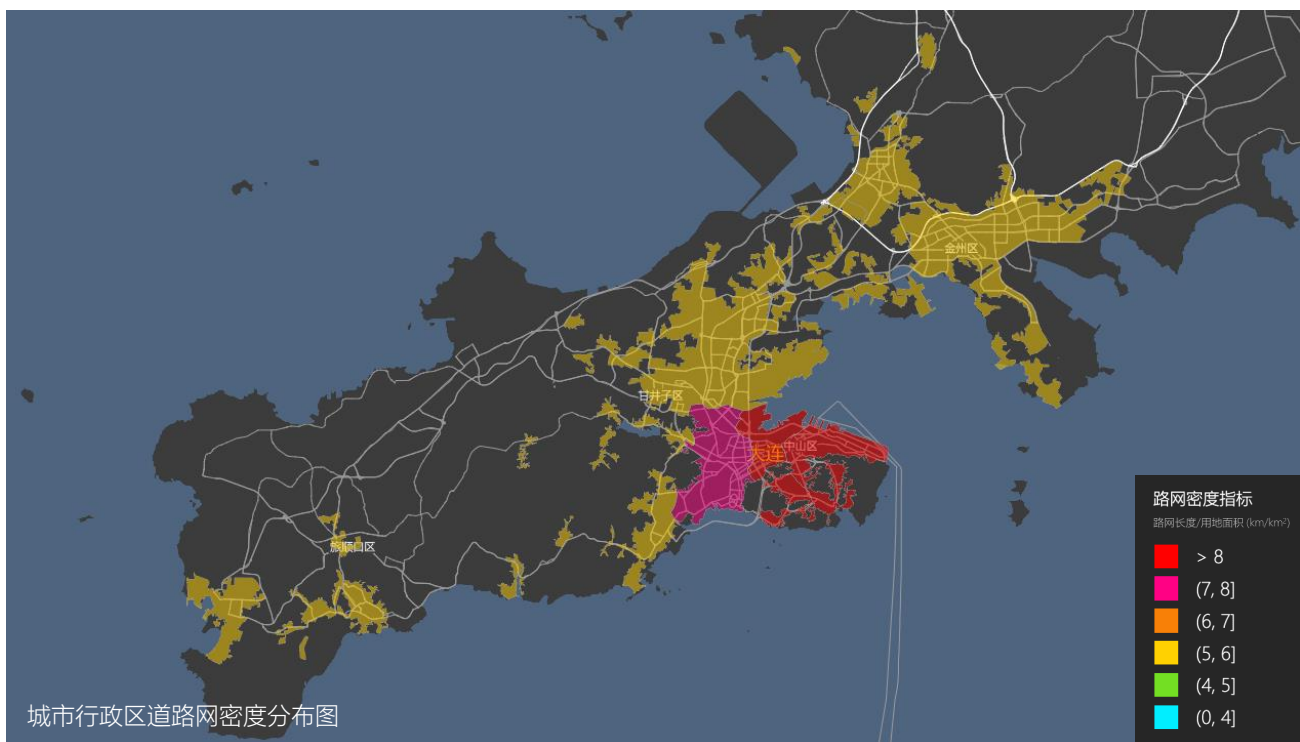 金州区
甘井子区
大连
中山区
旅顺口区
路网密度指标
路网长度/用地面积 (km/km²)
> 8
(7, 8]
(6, 7]
(5, 6]
(4, 5]
(0, 4]
城市行政区道路网密度分布图